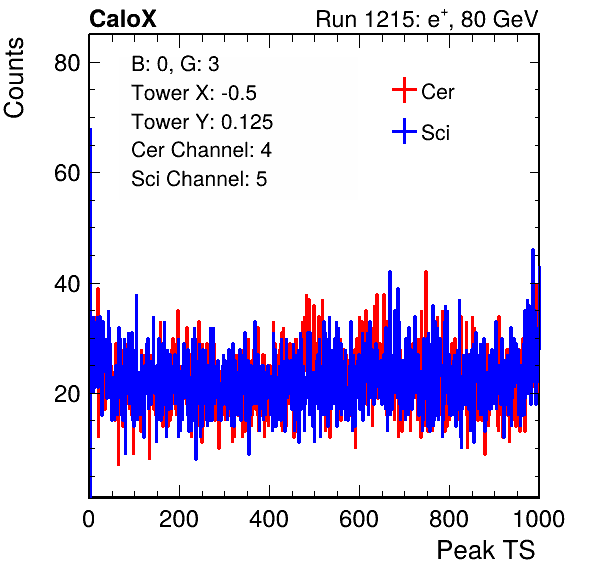 CaloX
Run 1215: e+, 80 GeV
Counts
B: 0, G: 3
Tower X: -0.5
Tower Y: 0.125
Cer Channel: 4
Sci Channel: 5
Cer
Sci
80
60
40
20
0 200 400 600 800 1000
Peak TS